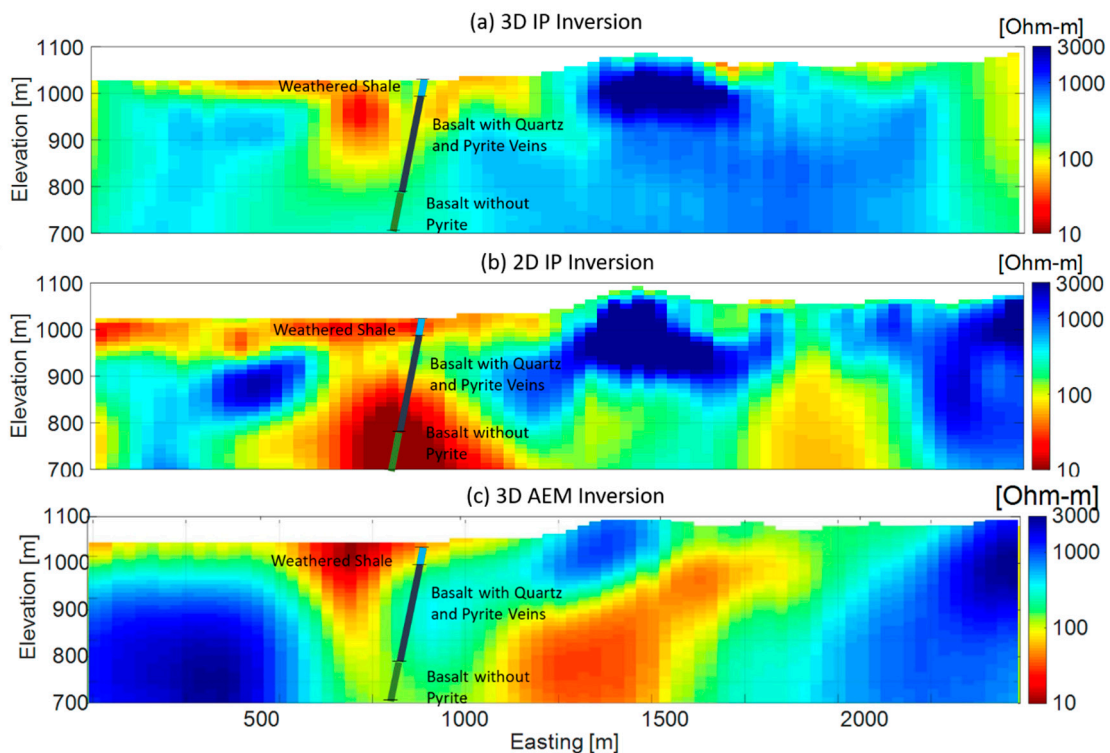 (a) 3D IP Inversion
[Ohm-m]
1100
1000
900
800
700
Elevation [m]
Weathered Shale
Basalt with Quartz
and Pyrite Veins
Basalt without
Pyrite
3000
1000
100
10
(b) 2D IP Inversion
[Ohm-m]
1100
1000
900
800
700
Elevation [m]
Weathered Shale
Basalt with Quartz
and Pyrite Veins
Basalt without
Pyrite
3000
1000
100
10
(c) 3D AEM Inversion
[Ohm-m]
1100
1000
900
800
700
Elevation [m]
Weathered Shale
Basalt with Quartz
and Pyrite Veins
Basalt without
Pyrite
3000
1000
100
10
500
1000
1500
2000
Easting [m]